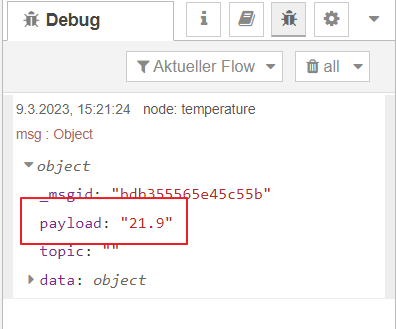 Debug
Aktueller Flow
all
9.3.2023, 15:21:24 node: temperature
msg : Object
object
_msgid: "bdb355565e45c55b"
payload: "21.9"
topic: ""
data: object